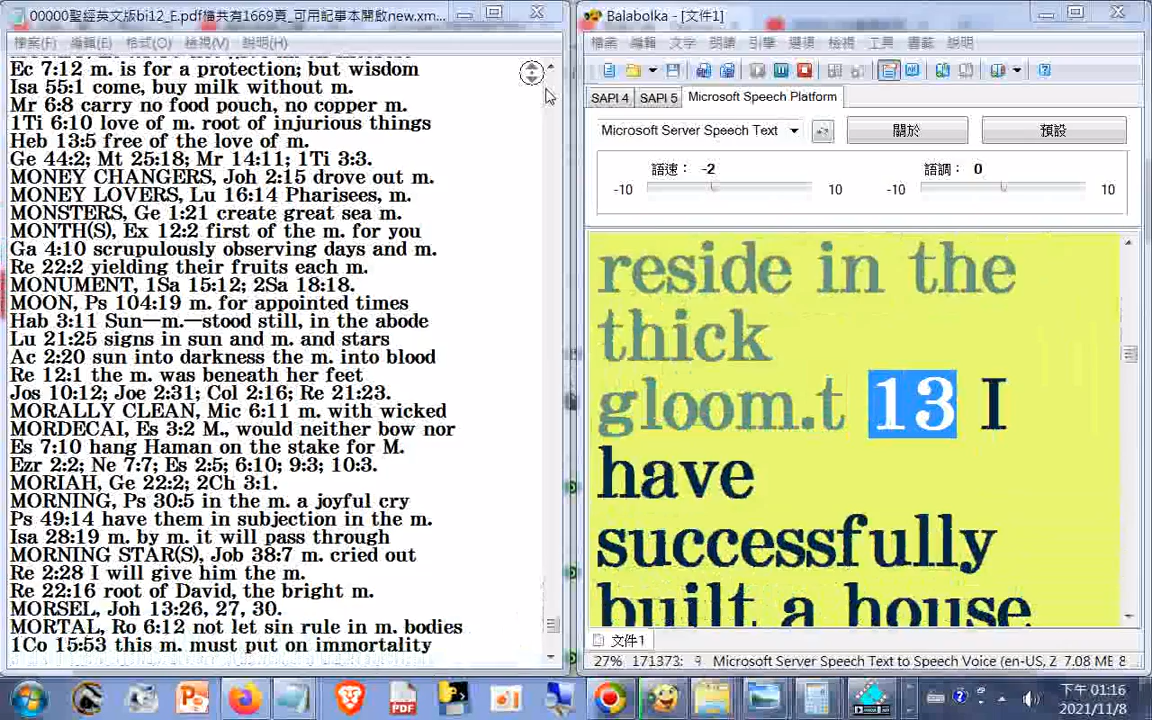 00000聖經英文版bi12_E.pdf檔共有1669頁_可用記事本開啟new.xm...
檔案(F) 編輯(E) 格式(O) 檢視(V) 說明(H)
Ec 7:12 m. is for a protection; but wisdom
Isa 55:1 come, buy milk without m.
Mr 6:8 carry no food pouch, no copper m.
1Ti 6:10 love of m. root of injurious things
Heb 13:5 free of the love of m.
Ge 44:2; Mt 25:18; Mr 14:11; 1Ti 3:3.
MONEY CHANGERS, Joh 2:15 drove out m.
MONEY LOVERS, Lu 16:14 Pharisees, m.
MONSTERS, Ge 1:21 create great sea m.
MONTH(S), Ex 12:2 first of the m. for you
Ga 4:10 scrupulously observing days and m.
Re 22:2 yielding their fruits each m.
MONUMENT, 1Sa 15:12; 2Sa 18:18.
MOON, Ps 104:19 m. for appointed times
Hab 3:11 Sun—m.—stood still, in the abode
Lu 21:25 signs in sun and m. and stars
Ac 2:20 sun into darkness the m. into blood
Re 12:1 the m. was beneath her feet
Jos 10:12; Joe 2:31; Col 2:16; Re 21:23.
MORALLY CLEAN, Mic 6:11 m. with wicked
MORDECAI, Es 3:2 M., would neither bow nor
Es 7:10 hang Haman on the stake for M.
Ezr 2:2; Ne 7:7; Es 2:5; 6:10; 9:3; 10:3.
MORIAH, Ge 22:2; 2Ch 3:1.
MORNING, Ps 30:5 in the m. a joyful cry
Ps 49:14 have them in subjection in the m.
Isa 28:19 m. by m. it will pass through
MORNING STAR(S), Job 38:7 m. cried out
Re 2:28 I will give him the m.
Re 22:16 root of David, the bright m.
MORSEL, Joh 13:26, 27, 30.
MORTAL, Ro 6:12 not let sin rule in m. bodies
1Co 15:53 this m. must put on immortality
Balabolka - [文件1]
檔案 編輯 文字 朗讀 引擎 選項 檢視 工具 書籤 說明
SAPI 4 SAPI 5 Microsoft Speech Platform
Microsoft Server Speech Text 關於 預設
語速： -2 語調： 0
-10 10 -10 10
reside in the
thick
gloom.t 13 I
have
successfully
built a house
文件1
27% 171373: 9 Microsoft Server Speech Text to Speech Voice (en-US, Z 7.08 MB 8
PDF
下午 01:16
2021/11/8